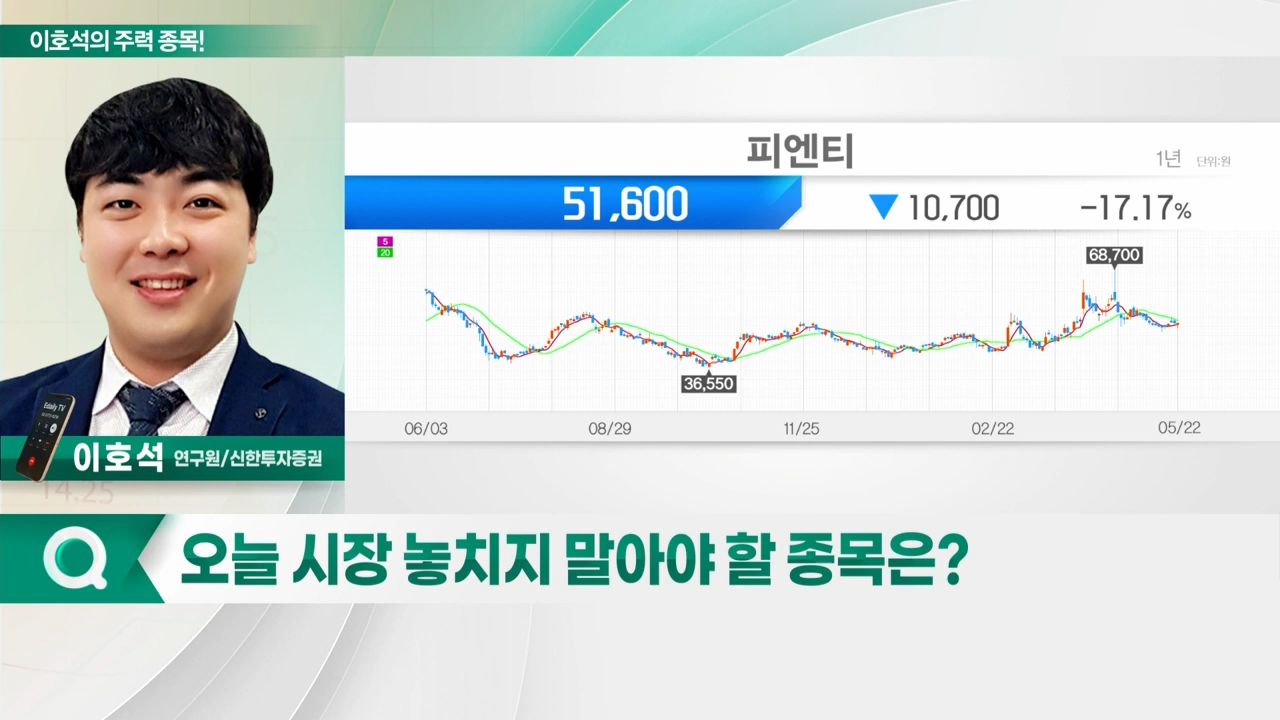 이호석의 주력 종목!
피엔티
1년 단위:원
51,600
▼ 10,700
-17.17%
5
20
68,700
36,550
06/03 08/29 11/25 02/22 05/22
Edaily TV
이호석 연구원/신한투자증권
14.25
Q 오늘 시장 놓치지 말아야 할 종목은?